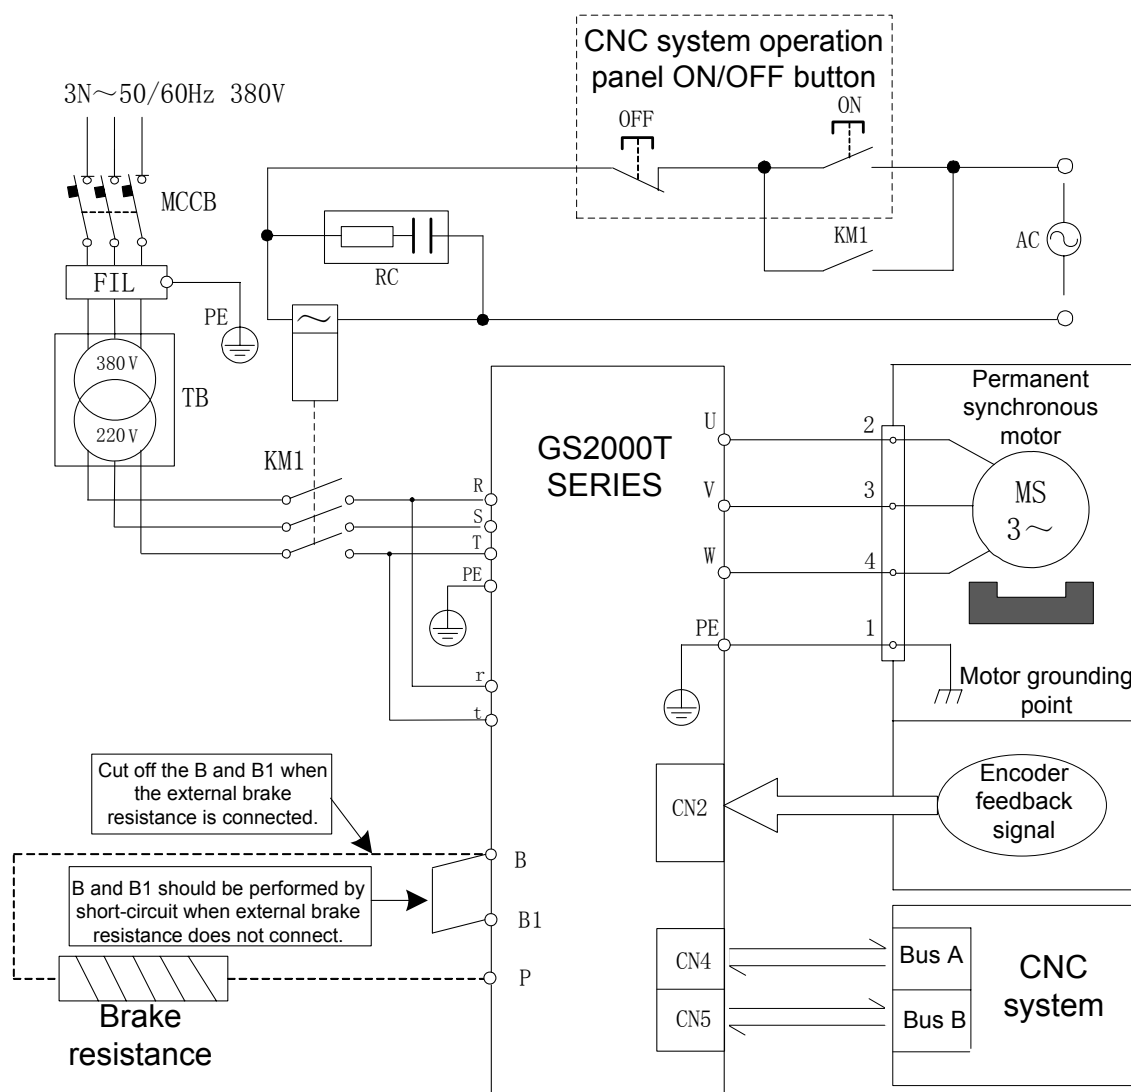 CNC system operation
panel ON/OFF button
3N～50/60Hz 380V
OFF
ON
MCCB
KM1
AC
RC
FIL
PE
380V
220V
TB
KM1
GS2000T
SERIES
R
S
T
PE
r
t
U
V
W
PE
2
3
4
1
Permanent
synchronous
motor
MS
3～
Motor grounding
point
Cut off the B and B1 when
the external brake
resistance is connected.
B and B1 should be performed by
short-circuit when external brake
resistance does not connect.
B
B1
P
Brake
resistance
CN2
Encoder
feedback
signal
CN4
CN5
Bus A
Bus B
CNC
system